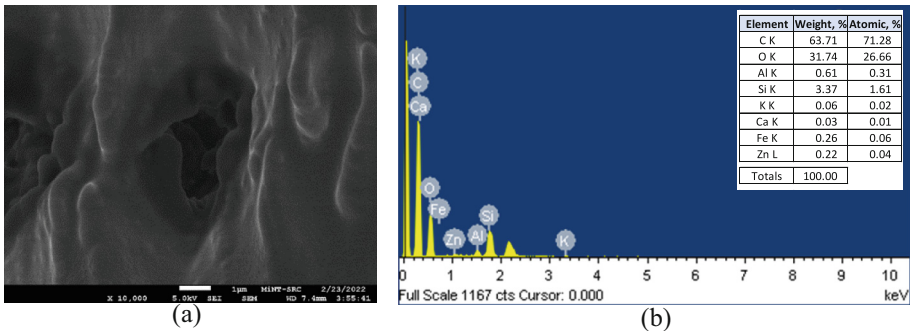 1µm MiNT-SRC 2/23/2022
X 10,000 5.0kV SEI SEM WD 7.4mm 3:55:41
(a)
Element Weight, % Atomic, %
C K 63.71 71.28
O K 31.74 26.66
Al K 0.61 0.31
Si K 3.37 1.61
K K 0.06 0.02
Ca K 0.03 0.01
Fe K 0.26 0.06
Zn L 0.22 0.04
Totals 100.00
K
C
Ca
O
Fe
Zn
Al
Si
K
0 1 2 3 4 5 6 7 8 9 10
Full Scale 1167 cts Cursor: 0.000 keV
(b)